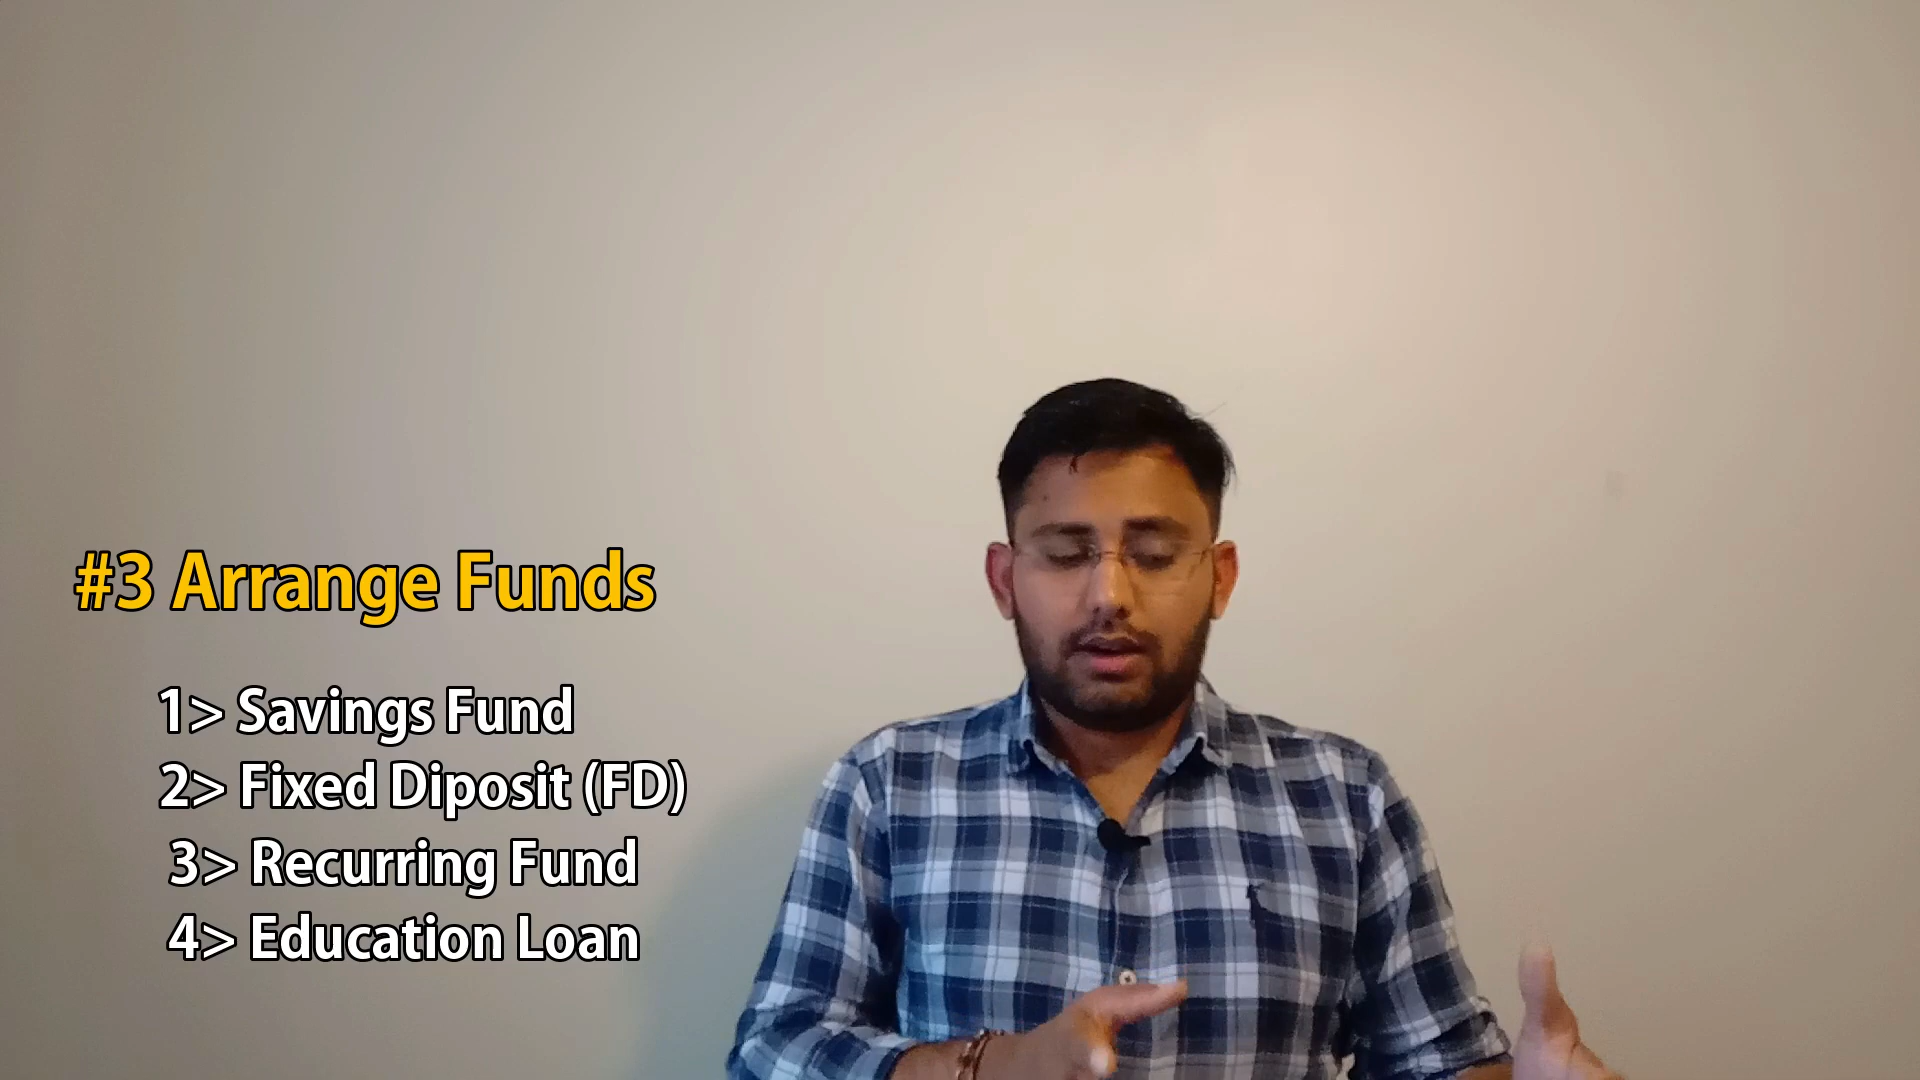 #3 Arrange Funds
1> Savings Fund
2> Fixed Diposit (FD)
3> Recurring Fund
4> Education Loan